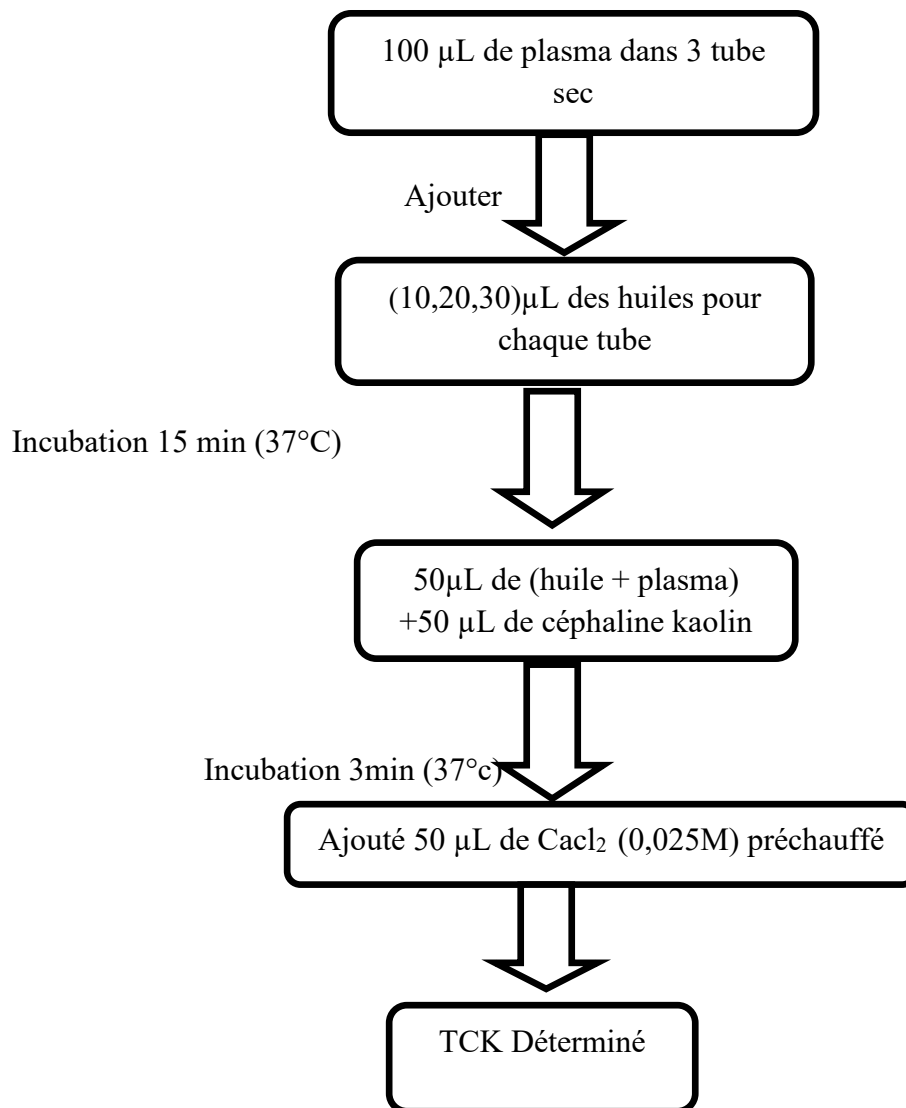 100 µL de plasma dans 3 tube
sec
Ajouter
(10,20,30)µL des huiles pour
chaque tube
Incubation 15 min (37°C)
50µL de (huile + plasma)
+50 µL de céphaline kaolin
Incubation 3min (37°c)
Ajouté 50 µL de Cacl₂ (0,025M) préchauffé
TCK Déterminé